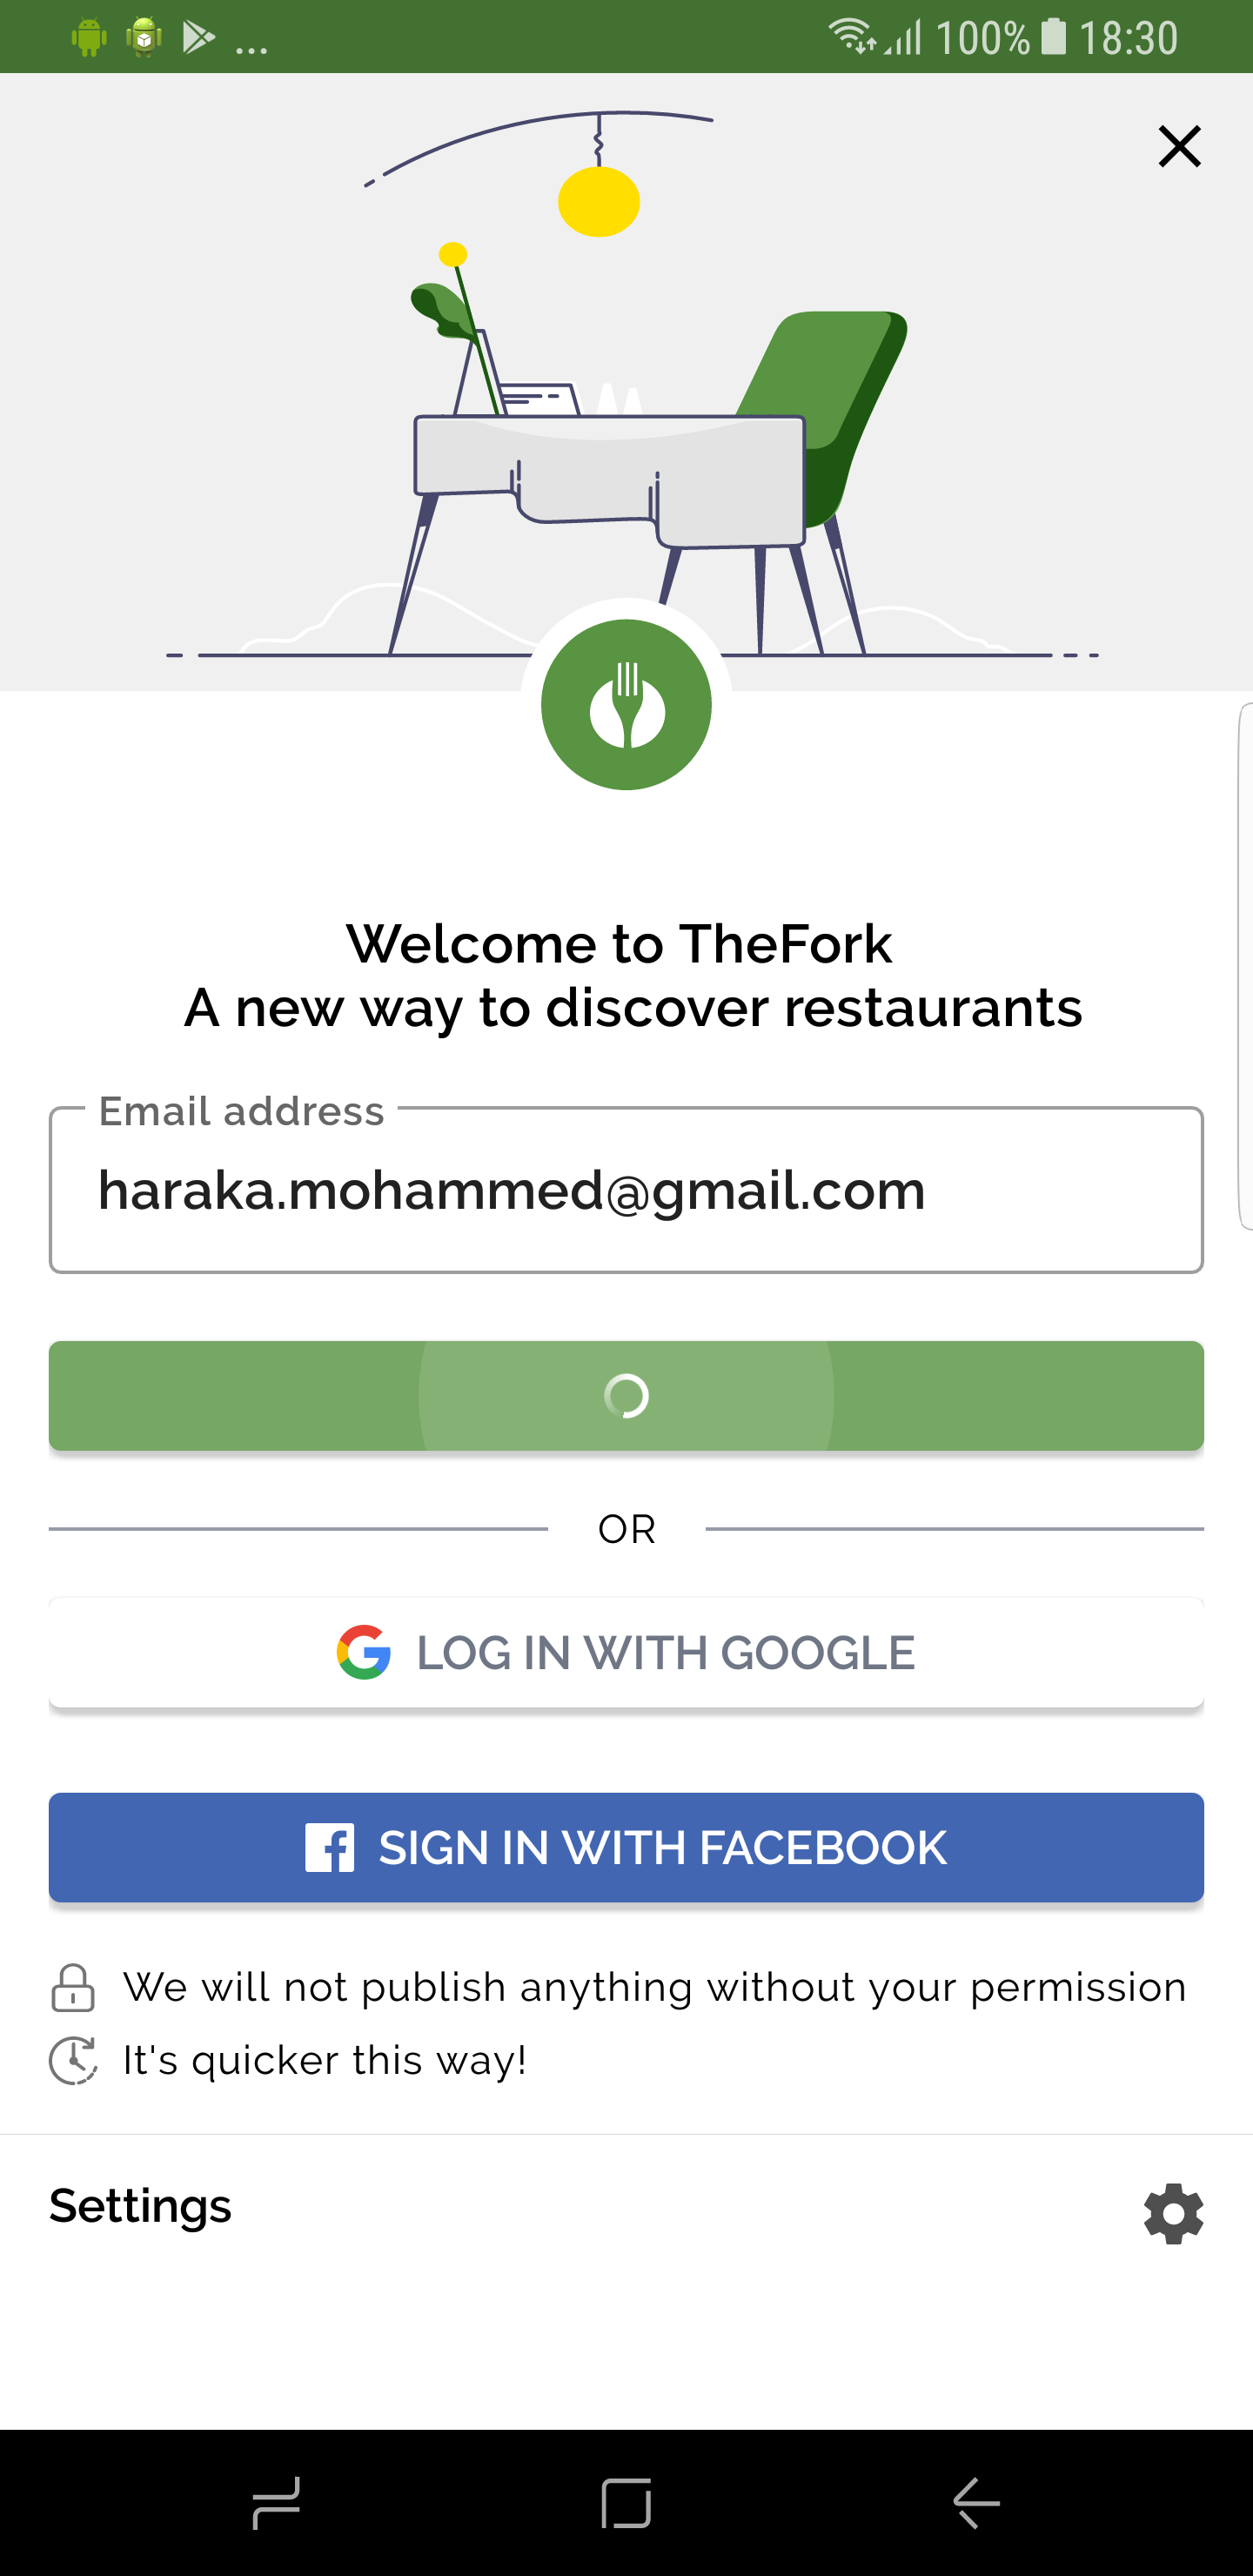 ... 100% 18:30
Welcome to TheFork
A new way to discover restaurants
Email address
haraka.mohammed@gmail.com
OR
LOG IN WITH GOOGLE
SIGN IN WITH FACEBOOK
We will not publish anything without your permission
It's quicker this way!
Settings